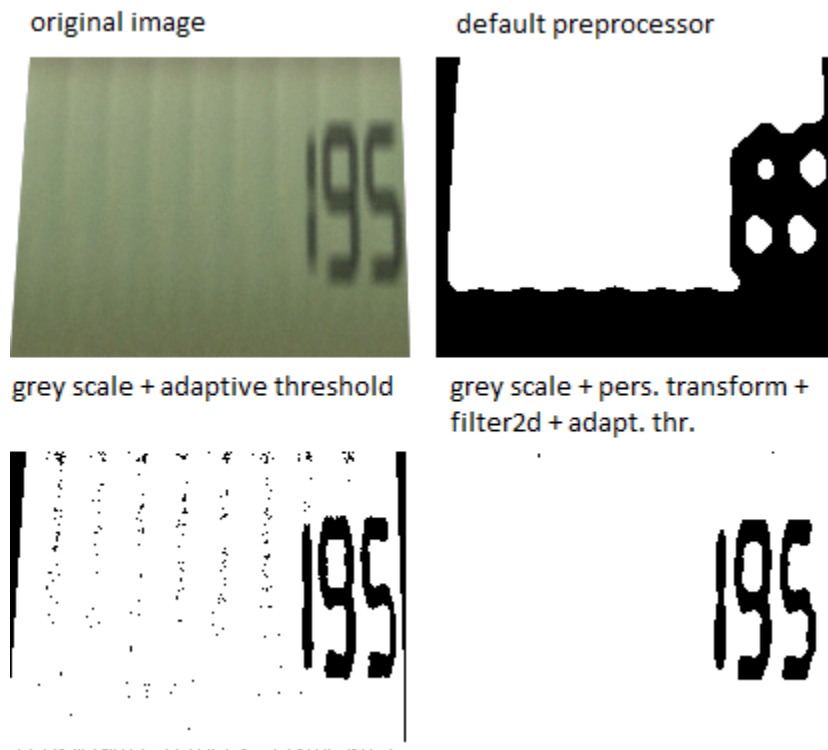 original image
default preprocessor
195
grey scale + adaptive threshold
grey scale + pers. transform +
filter2d + adapt. thr.
195
195